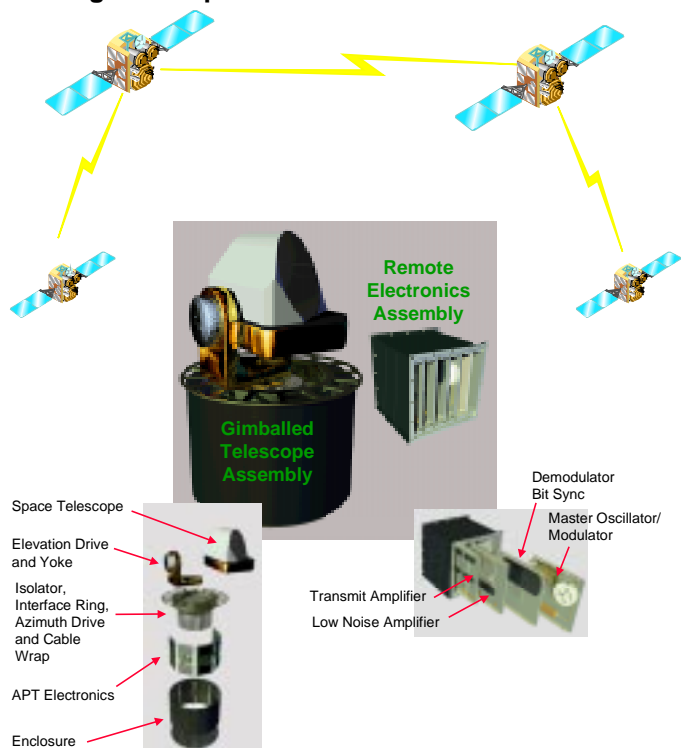 Remote
Electronics
Assembly
Gimballed
Telescope
Assembly
Space Telescope
Elevation Drive
and Yoke
Isolator,
Interface Ring,
Azimuth Drive
and Cable
Wrap
APT Electronics
Enclosure
Demodulator
Bit Sync
Master Oscillator/
Modulator
Transmit Amplifier
Low Noise Amplifier